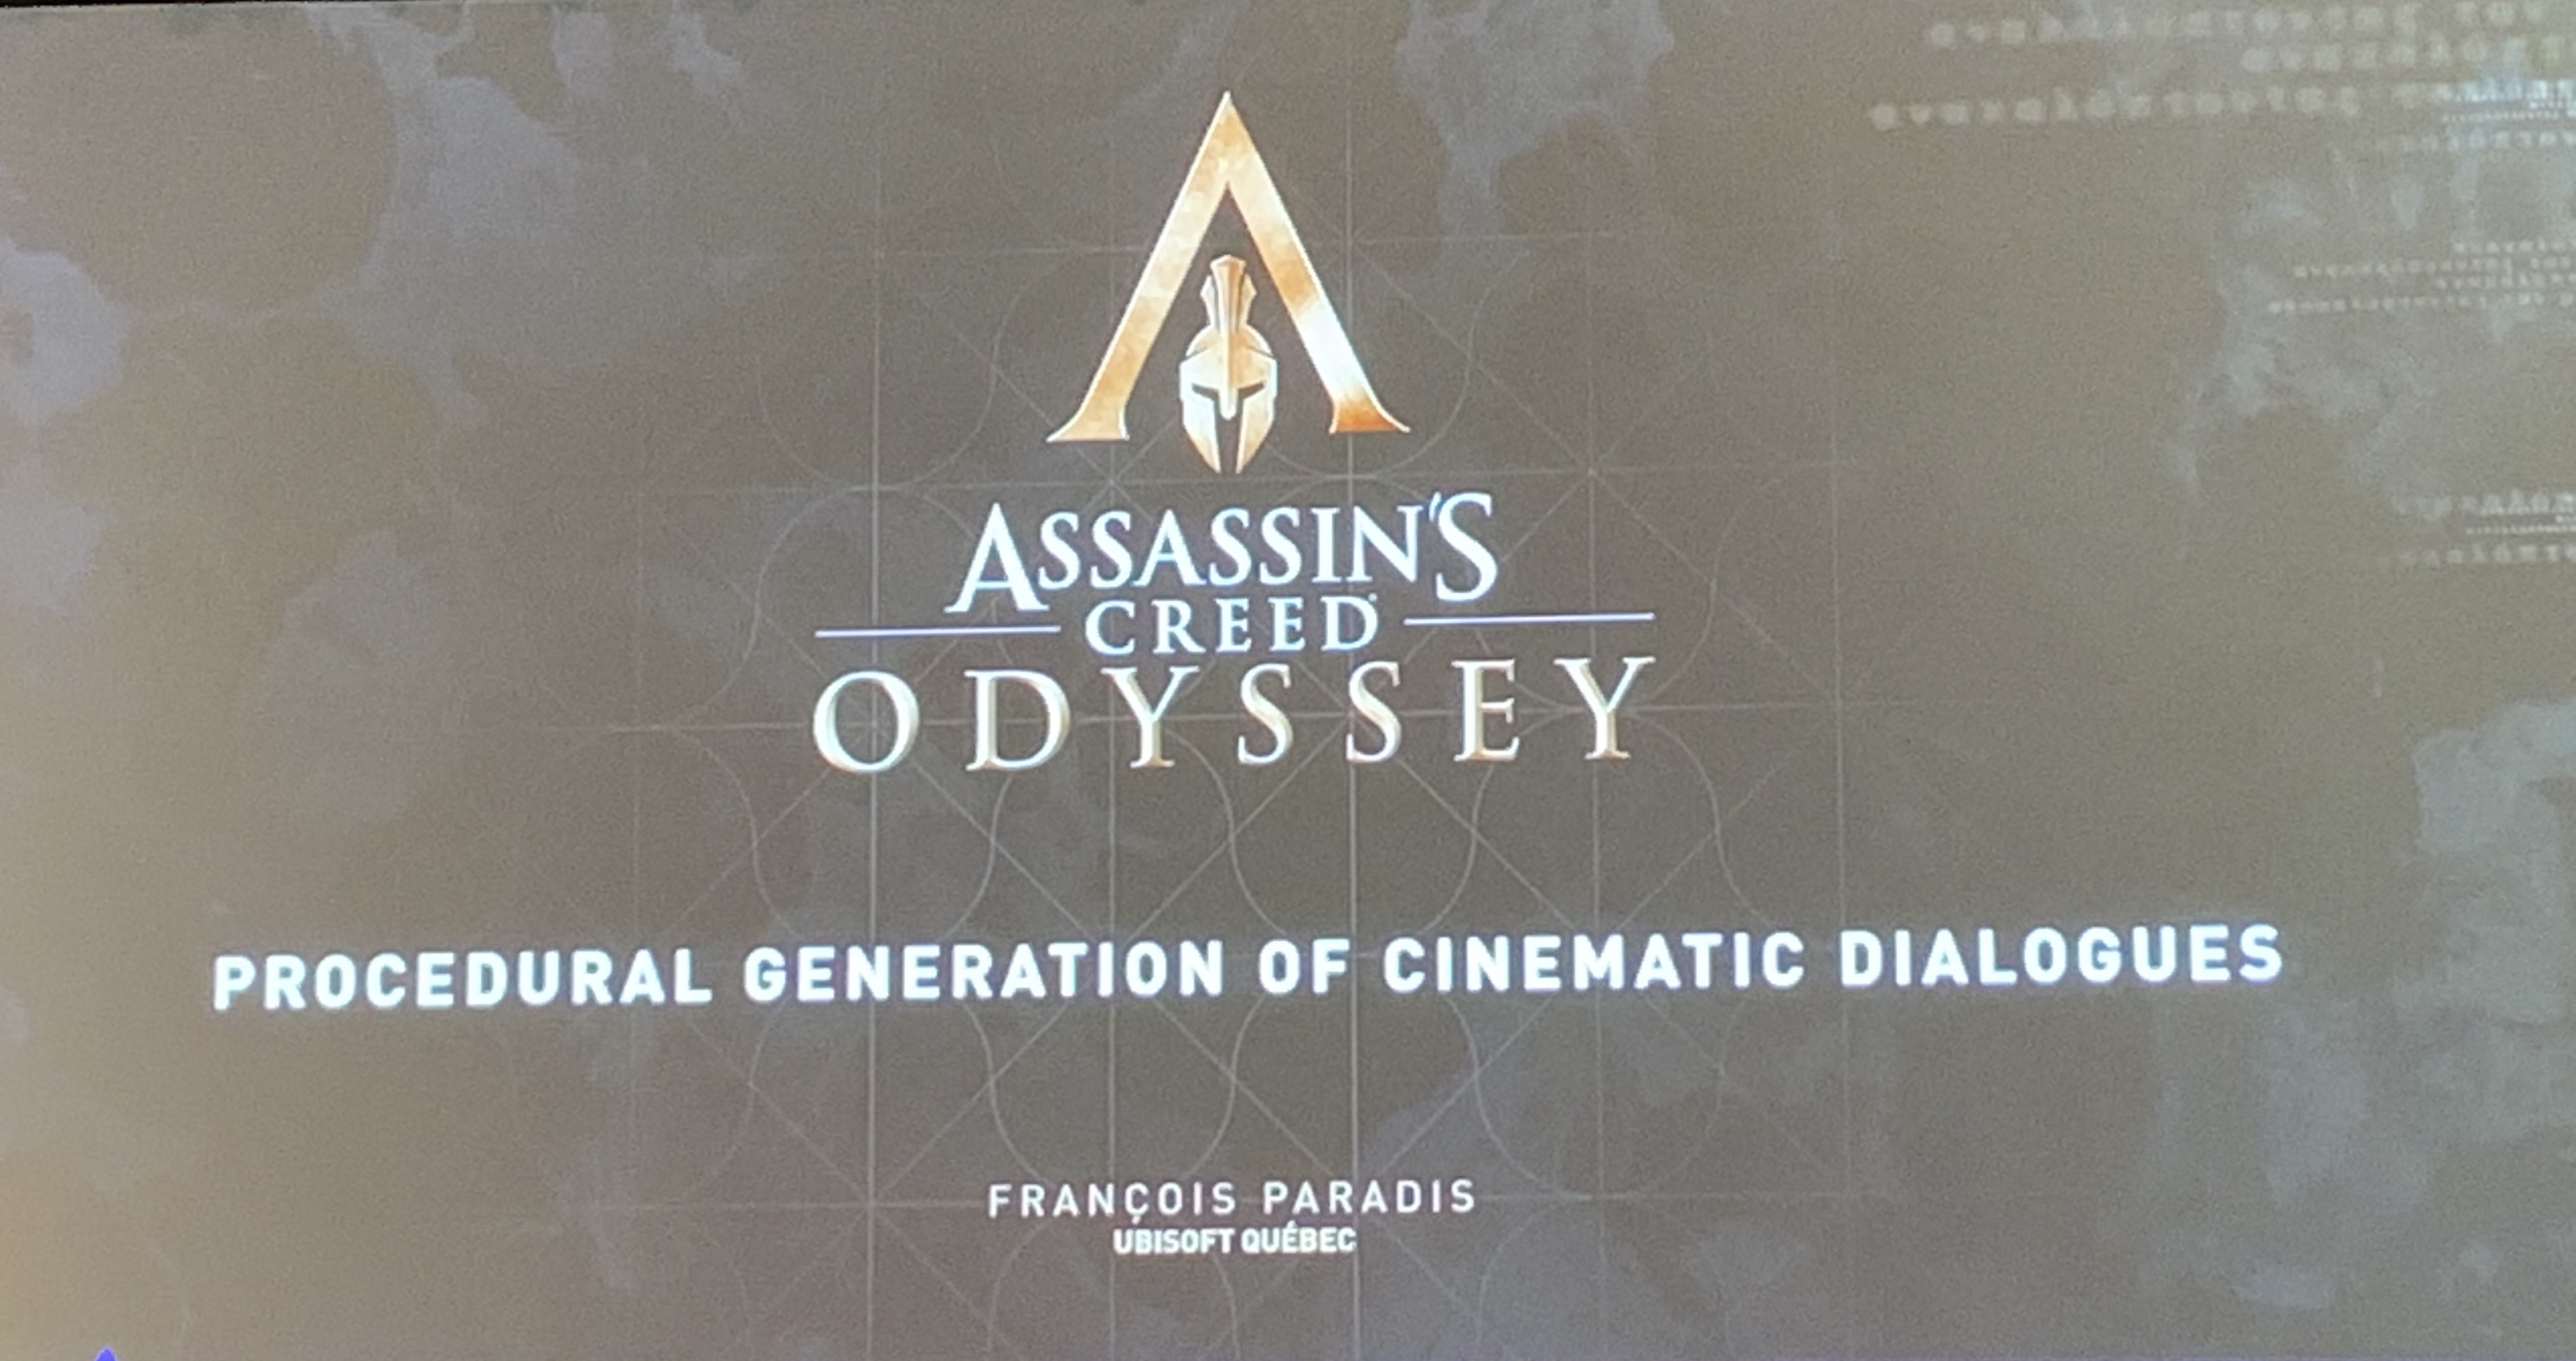 ASSASSIN'S
CREED
ODYSSEY
PROCEDURAL GENERATION OF CINEMATIC DIALOGUES
FRANÇOIS PARADIS
UBISOFT QUÉBEC